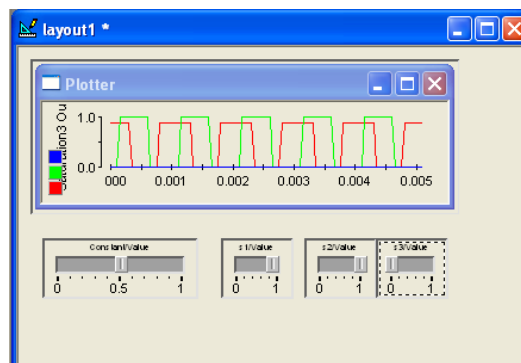 layout1 *
Plotter
Saturation3 Ou
1.0
0.0
000 0.001 0.002 0.003 0.004 0.005
Constant/Value s1/Value s2/Value s3/Value
0 0.5 1 0 1 0 1 0 1